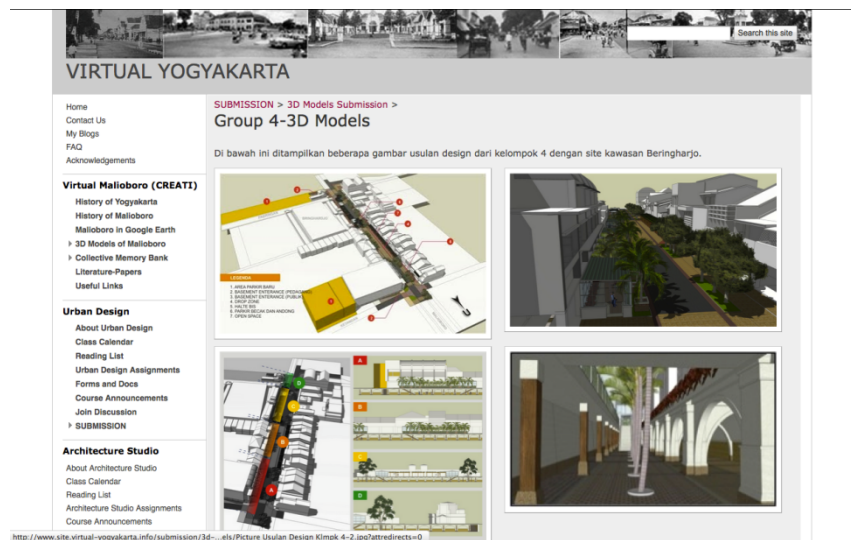 Search this site
VIRTUAL YOGYAKARTA
Home
Contact Us
My Blogs
FAQ
Acknowledgements
Virtual Malioboro (CREATI)
History of Yogyakarta
History of Malioboro
Malioboro in Google Earth
3D Models of Malioboro
Collective Memory Bank
Literature-Papers
Useful Links
Urban Design
About Urban Design
Class Calendar
Reading List
Urban Design Assignments
Forms and Docs
Course Announcements
Join Discussion
SUBMISSION
Architecture Studio
About Architecture Studio
Class Calendar
Reading List
Architecture Studio Assignments
Course Announcements
SUBMISSION > 3D Models Submission >
Group 4-3D Models
Di bawah ini ditampilkan beberapa gambar usulan design dari kelompok 4 dengan site kawasan Beringharjo.
LEGENDA
1. AREA PARKIR BARU
2. BASEMENT ENTERANCE (PEDAGANG)
3. BASEMENT ENTERANCE (PUBLIK)
4. DROP ZONE
5. HALTE BIS
6. PARKIR BECAK DAN ANDONG
7. OPEN SPACE
A
B
C
D
A
B
C
D
http://www.site.virtual-yogyakarta.info/submission/3d-...els/Picture Usulan Design Klmpk 4-2.jpg?attredirects=0